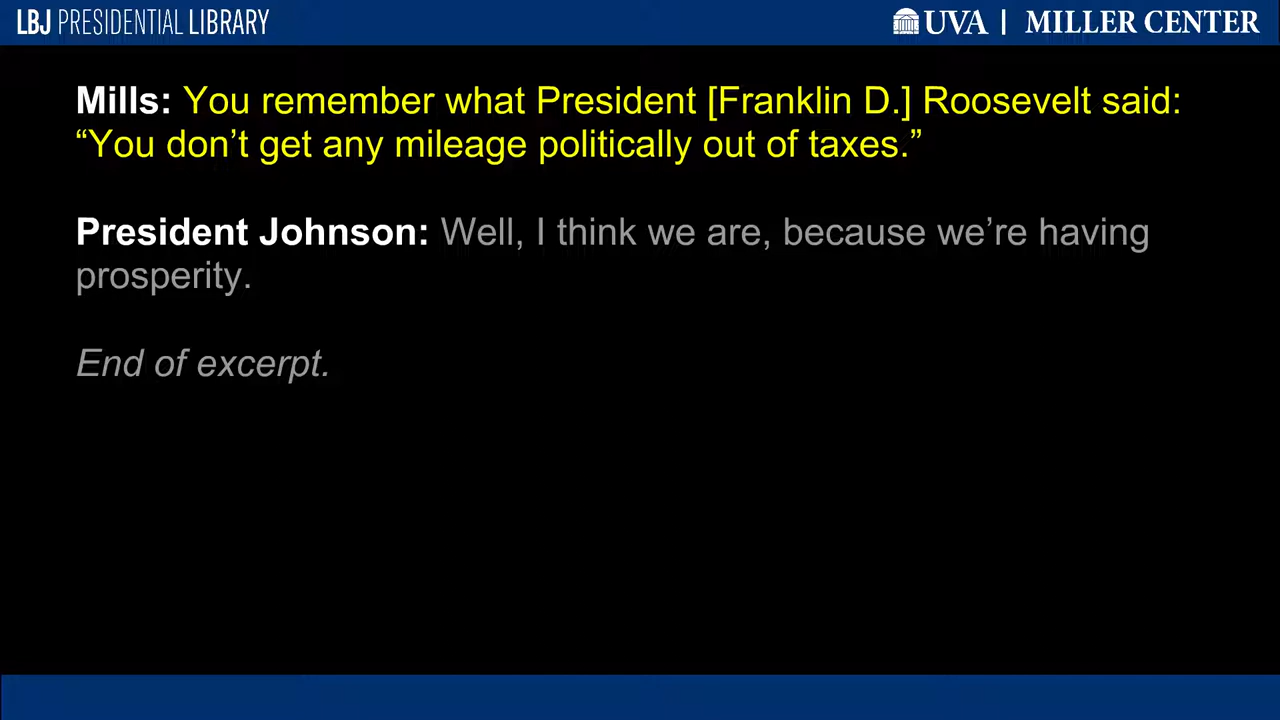 LBJ PRESIDENTIAL LIBRARY
UVA | MILLER CENTER
Mills: You remember what President [Franklin D.] Roosevelt said:
“You don’t get any mileage politically out of taxes.”
President Johnson: Well, I think we are, because we’re having
prosperity.
End of excerpt.